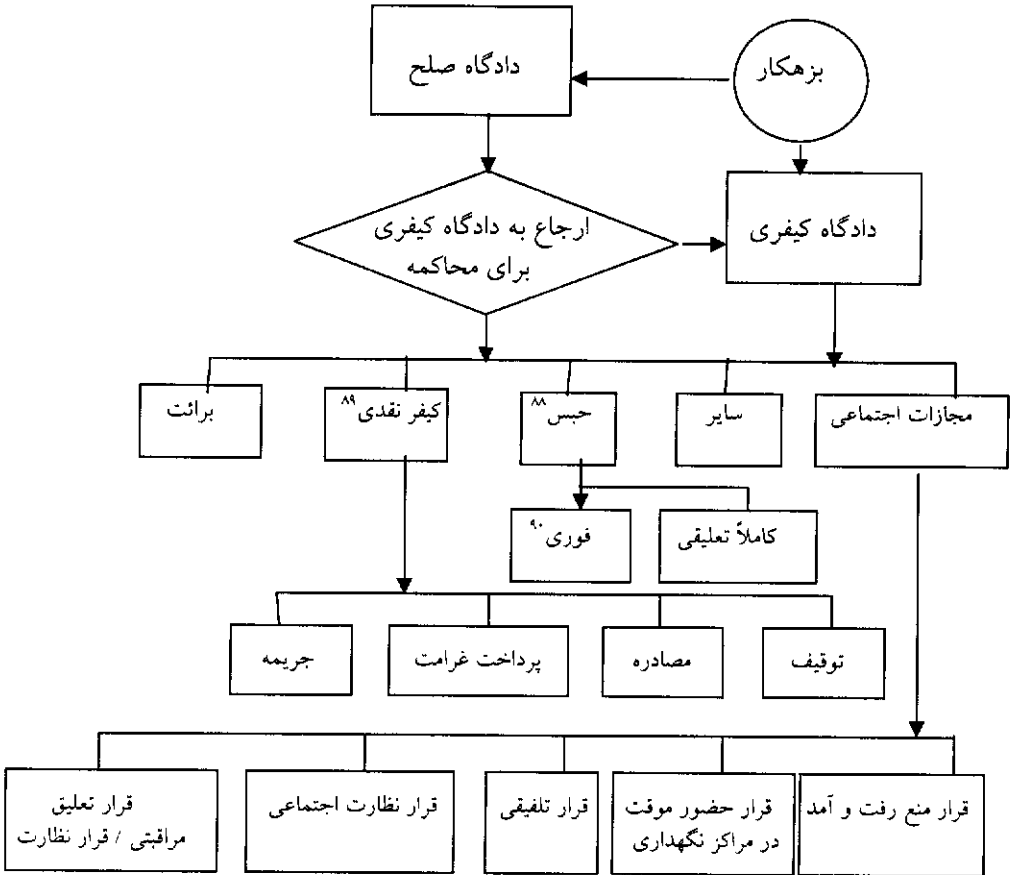 بزهکار
دادگاه صلح
ارجاع به دادگاه کیفری
برای محاکمه
دادگاه کیفری
مجازات اجتماعی
سایر
حبس۸۸
کیفر نقدی۸۹
برائت
کاملاً تعلیقی
فوری۹۰
توقیف
مصادره
پرداخت غرامت
جریمه
قرار منع رفت و آمد
قرار حضور موقت
در مراکز نگهداری
قرار تلفیقی
قرار نظارت اجتماعی
قرار تعلیق
مراقبتی / قرار نظارت